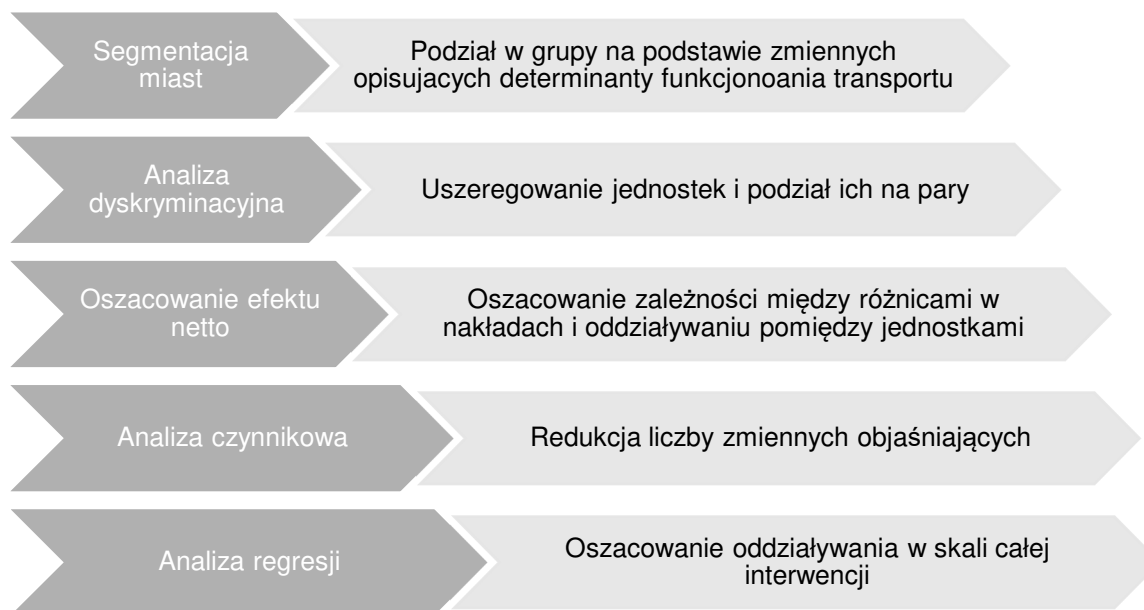 Segmentacja
miast
Podział w grupy na podstawie zmiennych
opisujacych determinanty funkcjonoania transportu
Analiza
dyskryminacyjna
Uszeregowanie jednostek i podział ich na pary
Oszacowanie efektu
netto
Oszacowanie zależności między różnicami w
nakładach i oddziaływaniu pomiędzy jednostkami
Analiza czynnikowa
Redukcja liczby zmiennych objaśniających
Analiza regresji
Oszacowanie oddziaływania w skali całej
interwencji